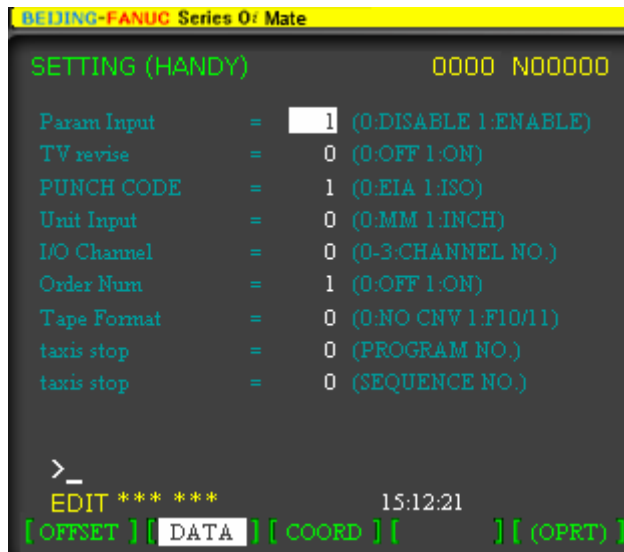 BEIJING-FANUC Series 0i Mate
SETTING (HANDY) 0000 N00000
Param Input = 1 (0:DISABLE 1:ENABLE)
TV revise = 0 (0:OFF 1:ON)
PUNCH CODE = 1 (0:EIA 1:ISO)
Unit Input = 0 (0:MM 1:INCH)
I/O Channel = 0 (0-3:CHANNEL NO.)
Order Num = 1 (0:OFF 1:ON)
Tape Format = 0 (0:NO CNV 1:F10/11)
taxis stop = 0 (PROGRAM NO.)
taxis stop = 0 (SEQUENCE NO.)
>_
EDIT *** *** 15:12:21
[ OFFSET ] [ DATA ] [ COORD ] [ ] [ (OPRT) ]